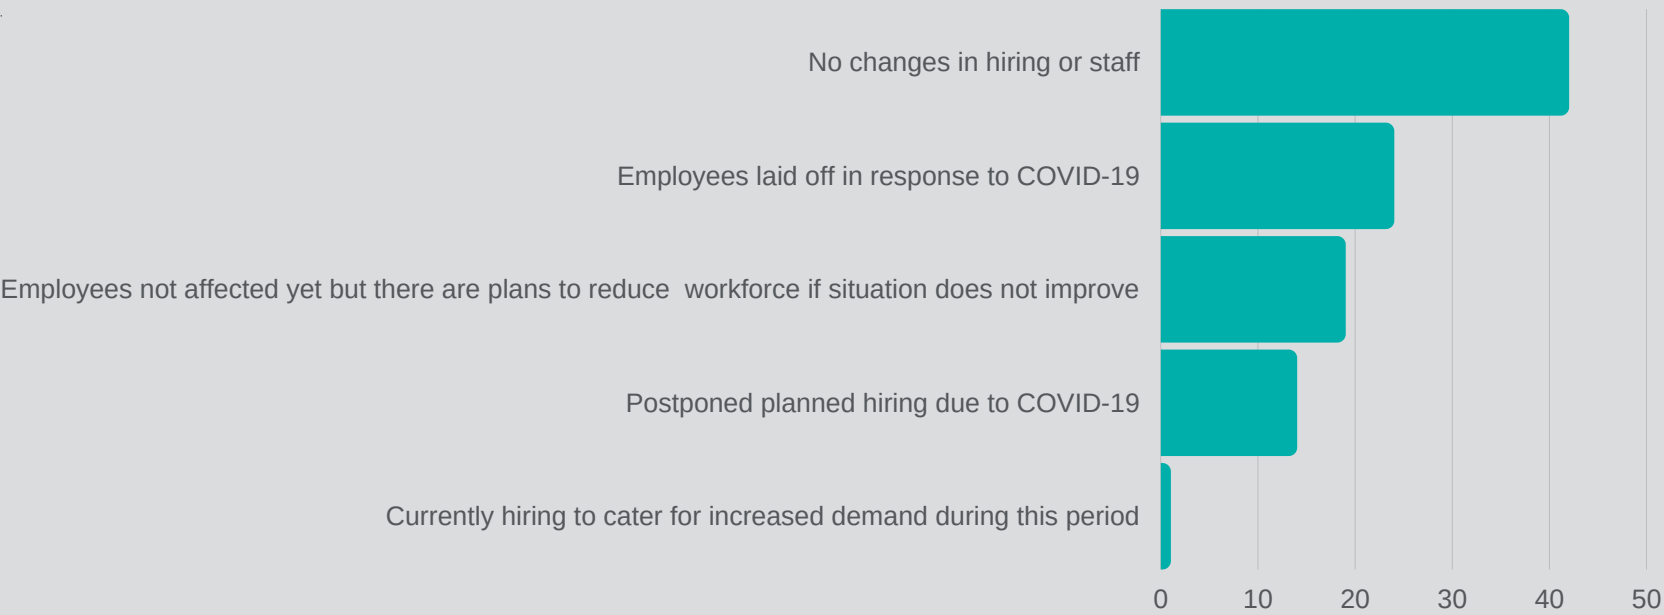 No changes in hiring or staff
Employees laid off in response to COVID-19
Employees not affected yet but there are plans to reduce  workforce if situation does not improve
Postponed planned hiring due to COVID-19
Currently hiring to cater for increased demand during this period
0 10 20 30 40 50